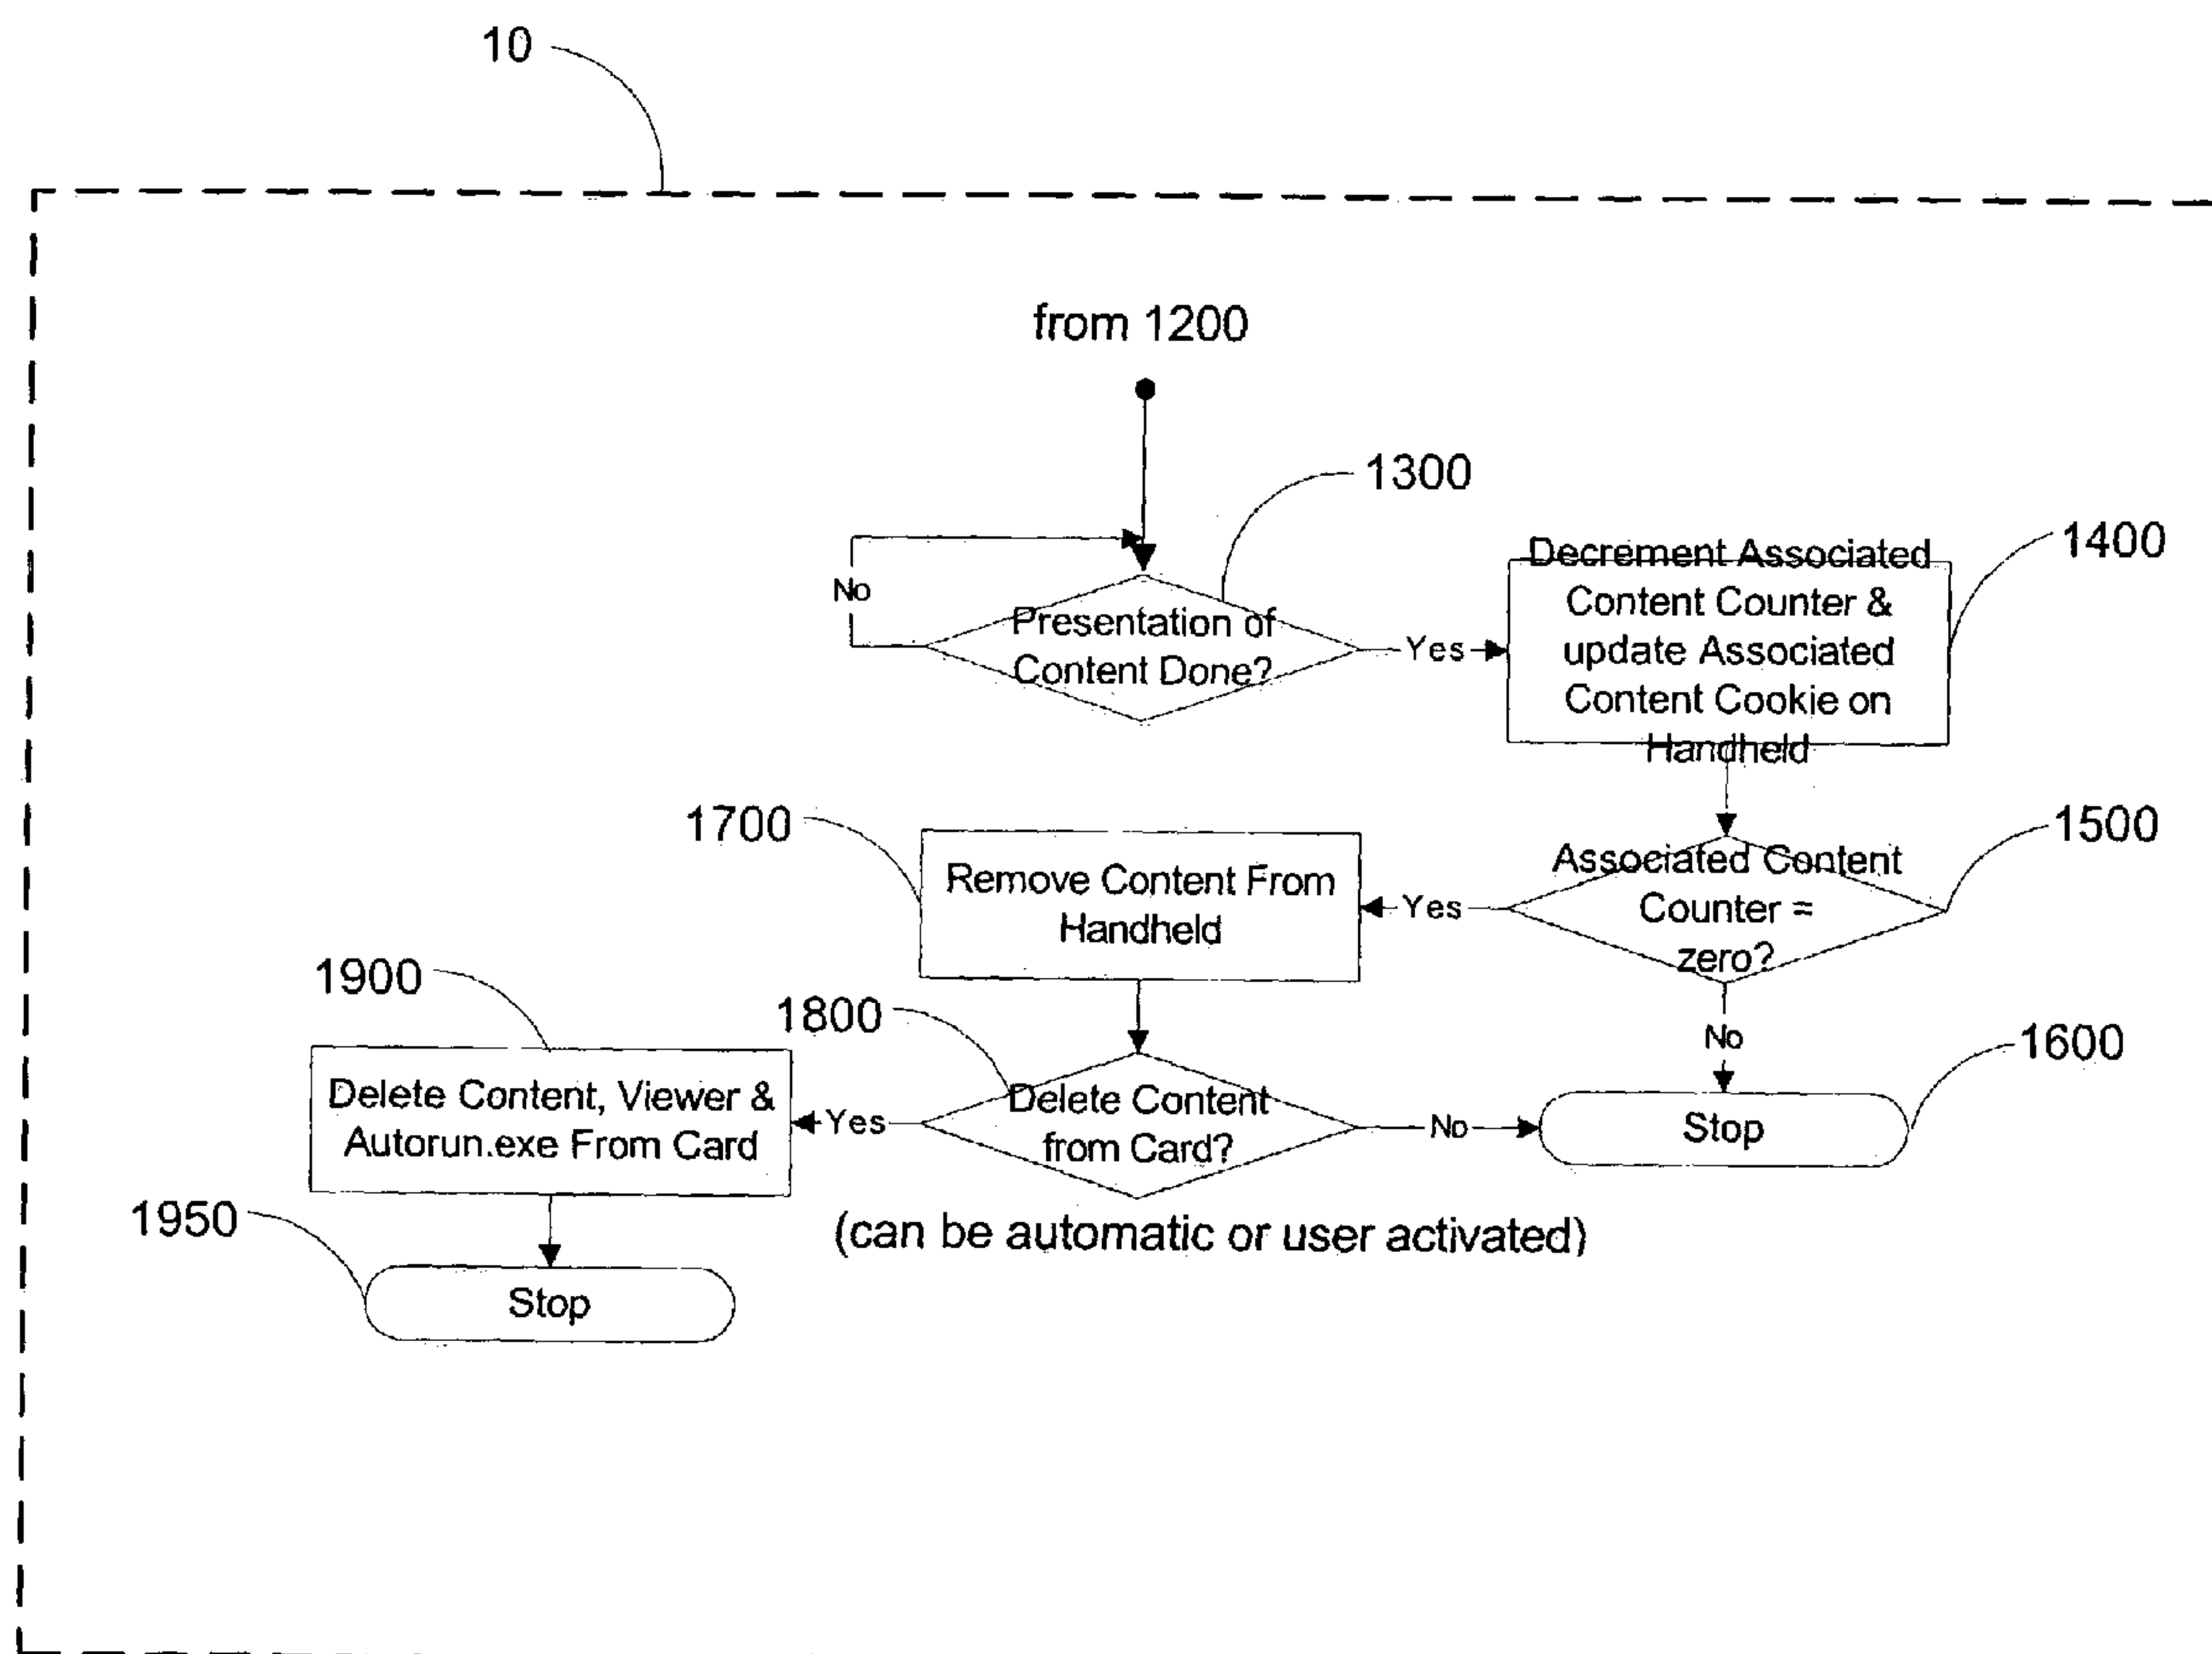 10
from 1200
1300
No
Presentation of
Content Done?
Yes
1400
Decrement Associated
Content Counter &
update Associated
Content Cookie on
Handheld
1700
Remove Content From
Handheld
Yes
1500
Associated Content
Counter =
zero?
No
1900
Delete Content, Viewer &
Autorun.exe From Card
Yes
1800
Delete Content
from Card?
No
1600
Stop
(can be automatic or user activated)
1950
Stop